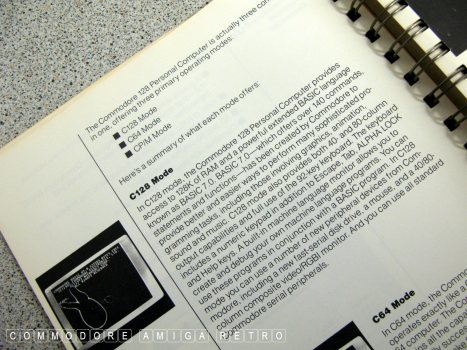 The Commodore 128 Personal Computer is actually three com
in one, offering three primary operating modes:
■ C128 Mode
■ C64 Mode
■ CP/M Mode
Here's a summary of what each mode offers:
C128 Mode
In C128 mode, the Commodore 128 Personal Computer provides
access to 128K of RAM and a powerful extended BASIC language
known as BASIC 7.0. BASIC 7.0—which offers over 140 commands,
statements and functions—has been created by Commodore to
provide better and easier ways to perform many sophisticated pro-
gramming tasks, including those involving graphics, animation,
sound and music. C128 mode also provides both 40- and 80-column
output capabilities and full use of the 92-key keyboard. The keyboard
includes a numeric keypad in addition to Escape, Tab, ALPHA LOCK
and Help keys. A built-in machine language monitor allows you to
create and debug your own machine language programs. You can
use these programs in conjunction with a BASIC program. In C128
mode you can use a number of new peripheral devices from Com-
modore, including a new fast-serial disk drive, a mouse, and a 40/80-
column composite video/RGBI monitor. And you can use all standard
Commodore serial peripherals.
C64 Mode
In C64 mode, the Comm
operates exactly like a
64 computer. The C
all the capa
succe
COMMODORE AMIGA RETRO